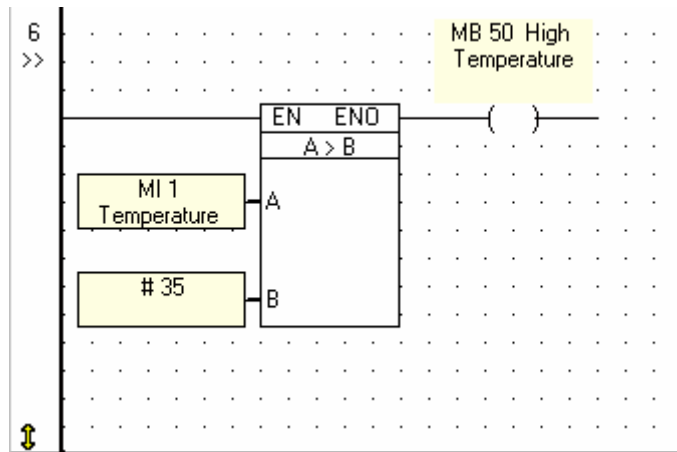 6
>>
MB 50 High
Temperature
EN ENO
A > B
MI 1
Temperature
A
# 35
B